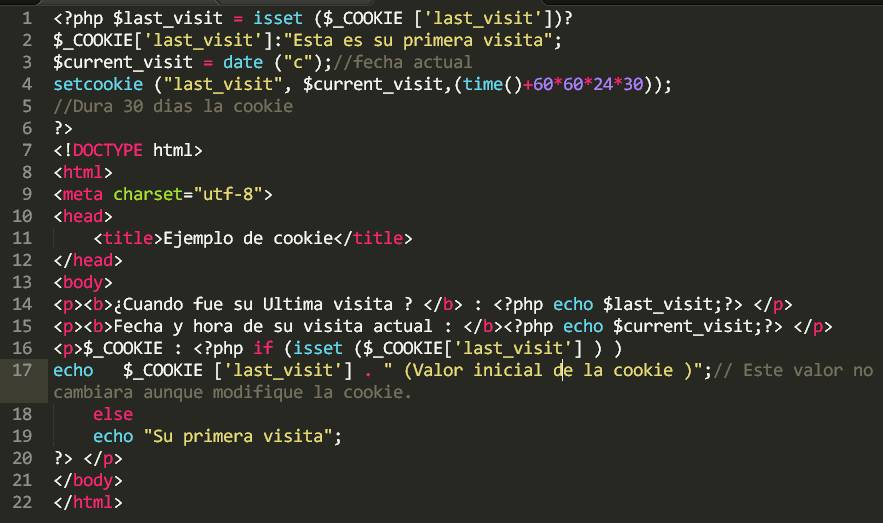 1 <?php $last_visit = isset ($_COOKIE ['last_visit'])?
2 $_COOKIE['last_visit']:"Esta es su primera visita";
3 $current_visit = date ("c");//fecha actual
4 setcookie ("last_visit", $current_visit,(time()+60*60*24*30));
5 //Dura 30 dias la cookie
6 ?>
7 <!DOCTYPE html>
8 <html>
9 <meta charset="utf-8">
10 <head>
11     <title>Ejemplo de cookie</title>
12 </head>
13 <body>
14 <p><b>¿Cuando fue su Ultima visita ? </b> : <?php echo $last_visit;?> </p>
15 <p><b>Fecha y hora de su visita actual : </b><?php echo $current_visit;?> </p>
16 <p>$_COOKIE : <?php if (isset ($_COOKIE['last_visit'] ) )
17 echo   $_COOKIE ['last_visit'] . " (Valor inicial de la cookie )";// Este valor no
cambiara aunque modifique la cookie.
18     else
19     echo "Su primera visita";
20 ?> </p>
21 </body>
22 </html>